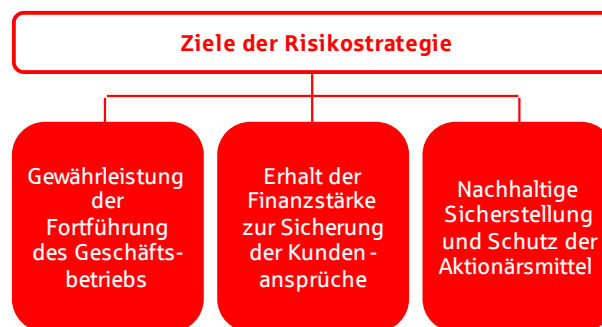 Ziele der Risikostrategie
Gewährleistung
der
Fortführung
des Geschäfts-
betriebs
Erhalt der
Finanzstärke
zur Sicherung
der Kunden -
ansprüche
Nachhaltige
Sicherstellung
und Schutz der
Aktionärsmittel